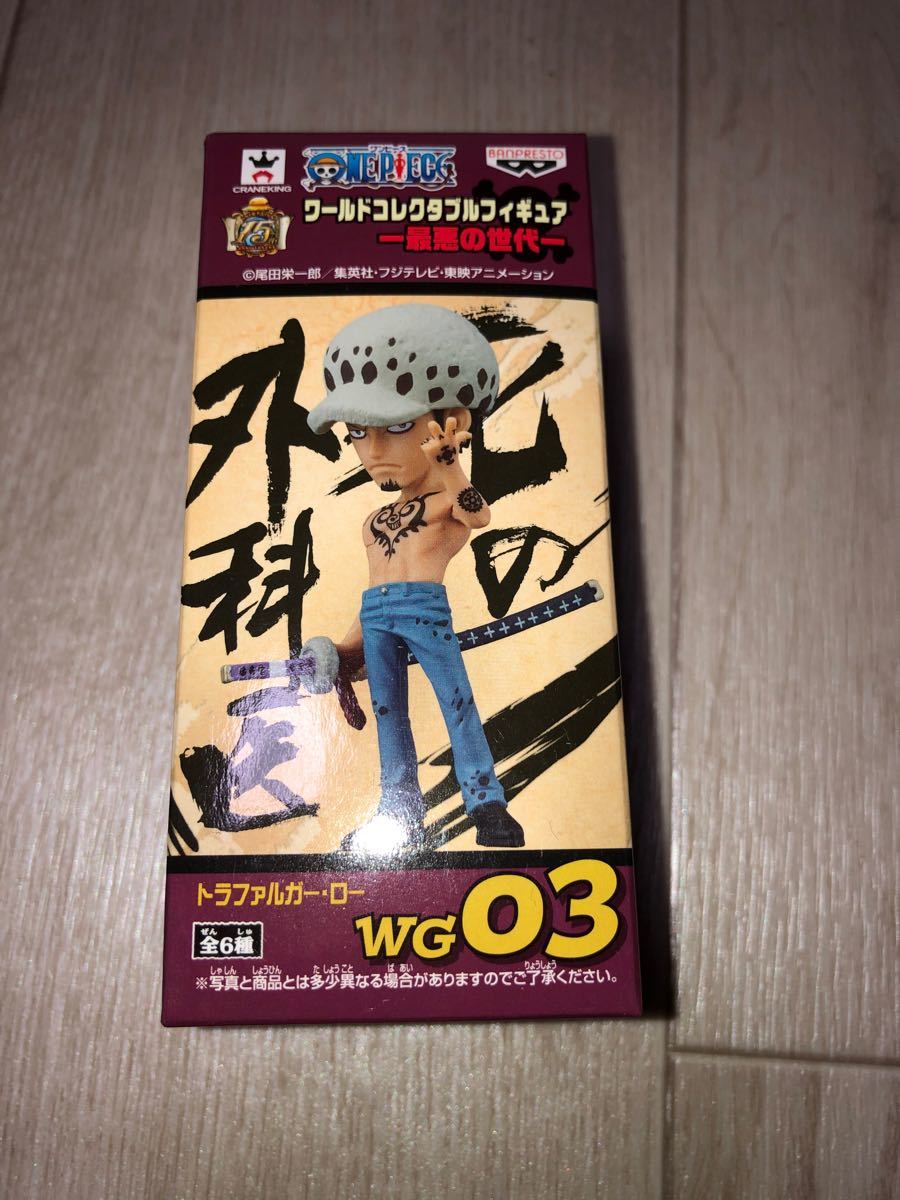 CRANEKING
ワンピース
ONE PIECE
BANPRESTO
15
ワールドコレクタブルフィギュア
ー最悪の世代ー
©尾田栄一郎／集英社・フジテレビ・東映アニメーション
死の
外科医
トラファルガー・ロー
ぜん しゅ
全6種
WG03
しゃしん しょうひん たしょうこと ばあい りょうしょう
※写真と商品とは多少異なる場合がありますのでご了承ください。